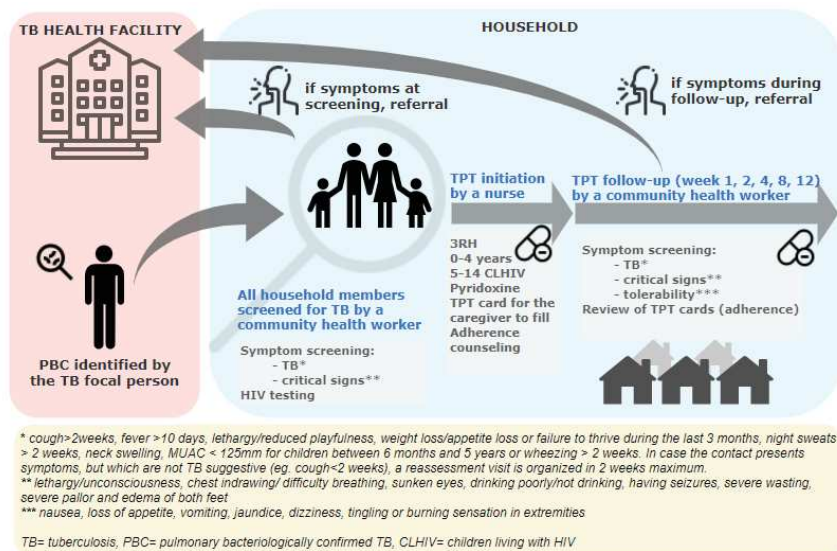 TB HEALTH FACILITY
HOUSEHOLD
if symptoms at
screening, referral
if symptoms during
follow-up, referral
PBC identified by
the TB focal person
All household members
screened for TB by a
community health worker
Symptom screening:
- TB*
- critical signs**
HIV testing
TPT initiation
by a nurse
3RH
0-4 years
5-14 CLHIV
Pyridoxine
TPT card for the
caregiver to fill
Adherence
counseling
TPT follow-up (week 1, 2, 4, 8, 12)
by a community health worker
Symptom screening:
- TB*
- critical signs**
- tolerability***
Review of TPT cards (adherence)
* cough>2weeks, fever >10 days, lethargy/reduced playfulness, weight loss/appetite loss or failure to thrive during the last 3 months, night sweats
> 2 weeks, neck swelling, MUAC < 125mm for children between 6 months and 5 years or wheezing > 2 weeks. In case the contact presents
symptoms, but which are not TB suggestive (eg. cough<2 weeks), a reassessment visit is organized in 2 weeks maximum.
** lethargy/unconsciousness, chest indrawing/ difficulty breathing, sunken eyes, drinking poorly/not drinking, having seizures, severe wasting,
severe pallor and edema of both feet
*** nausea, loss of appetite, vomiting, jaundice, dizziness, tingling or burning sensation in extremities
TB= tuberculosis, PBC= pulmonary bacteriologically confirmed TB, CLHIV= children living with HIV